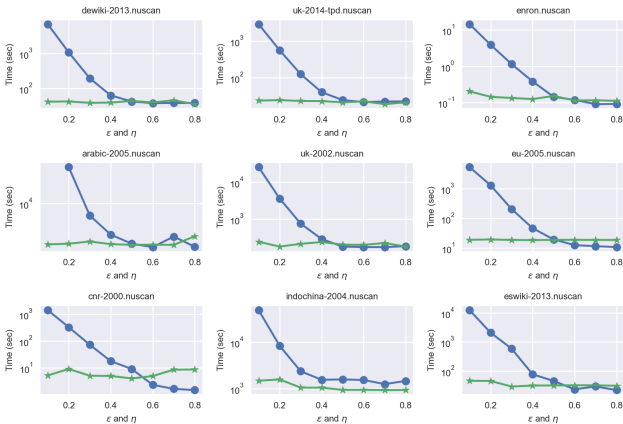 dewiki-2013.nuscan
uk-2014-tpd.nuscan
enron.nuscan
Time (sec)
10³
10²
0.2 0.4 0.6 0.8
ε and η
Time (sec)
10³
10²
0.2 0.4 0.6 0.8
ε and η
Time (sec)
10¹
10⁰
10⁻¹
0.2 0.4 0.6 0.8
ε and η
arabic-2005.nuscan
uk-2002.nuscan
eu-2005.nuscan
Time (sec)
10⁴
0.2 0.4 0.6 0.8
ε and η
Time (sec)
10⁴
10³
0.2 0.4 0.6 0.8
ε and η
Time (sec)
10³
10²
10¹
0.2 0.4 0.6 0.8
ε and η
cnr-2000.nuscan
indochina-2004.nuscan
eswiki-2013.nuscan
Time (sec)
10³
10²
10¹
0.2 0.4 0.6 0.8
ε and η
Time (sec)
10⁴
10³
0.2 0.4 0.6 0.8
ε and η
Time (sec)
10⁴
10³
10²
0.2 0.4 0.6 0.8
ε and η